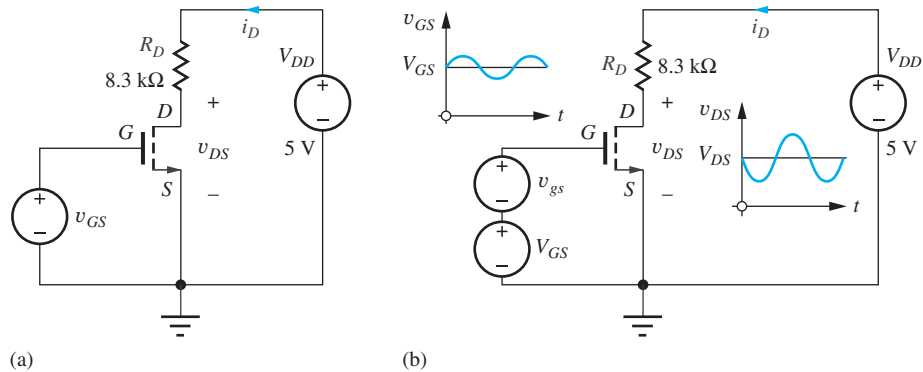 i_D
R_D
8.3 kΩ
V_DD
+
−
5 V
D
+
G
v_DS
S
−
+
v_GS
−
(a)
v_GS
V_GS
t
i_D
R_D
8.3 kΩ
V_DD
+
−
5 V
D
+
G
v_DS
S
−
v_DS
V_DS
t
+
v_gs
−
+
V_GS
−
(b)